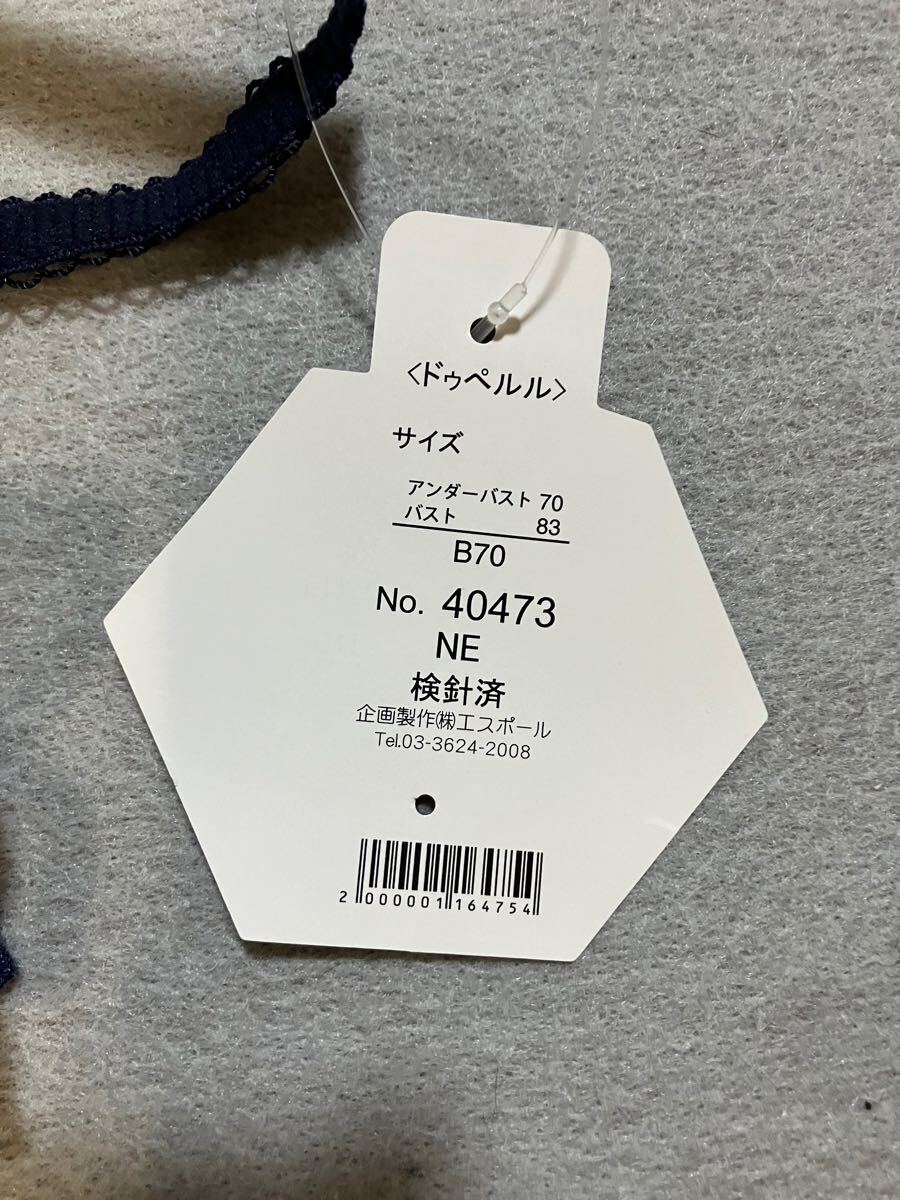 〈ドゥペルル〉
サイズ
アンダーバスト 70
バスト 83
B70
No. 40473
NE
検針済
企画製作㈱エスポール
Tel.03-3624-2008
2 000001 164754